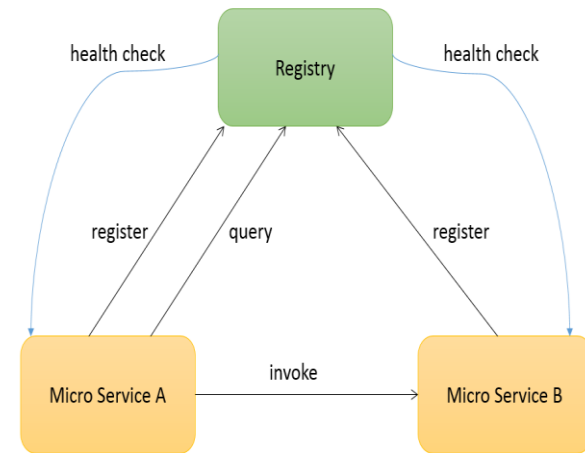 health check
health check
Registry
register
query
register
invoke
Micro Service A
Micro Service B